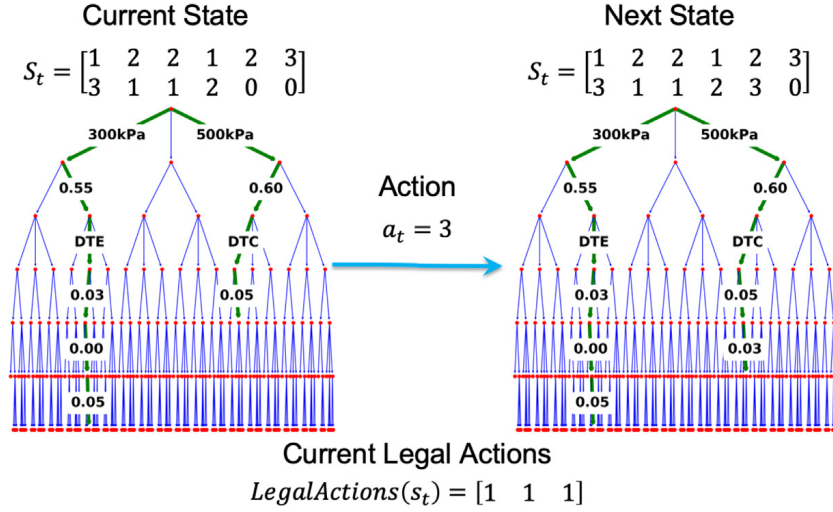 Current State
Next State
S_t = [1 2 2 1 2 3
3 1 1 2 0 0]
S_t = [1 2 2 1 2 3
3 1 1 2 3 0]
300kPa 500kPa
0.55 0.60
DTE DTC
0.03 0.05
0.00
0.05
Action
a_t = 3
300kPa 500kPa
0.55 0.60
DTE DTC
0.03 0.05
0.00 0.03
0.05
Current Legal Actions
LegalActions(s_t) = [1 1 1]